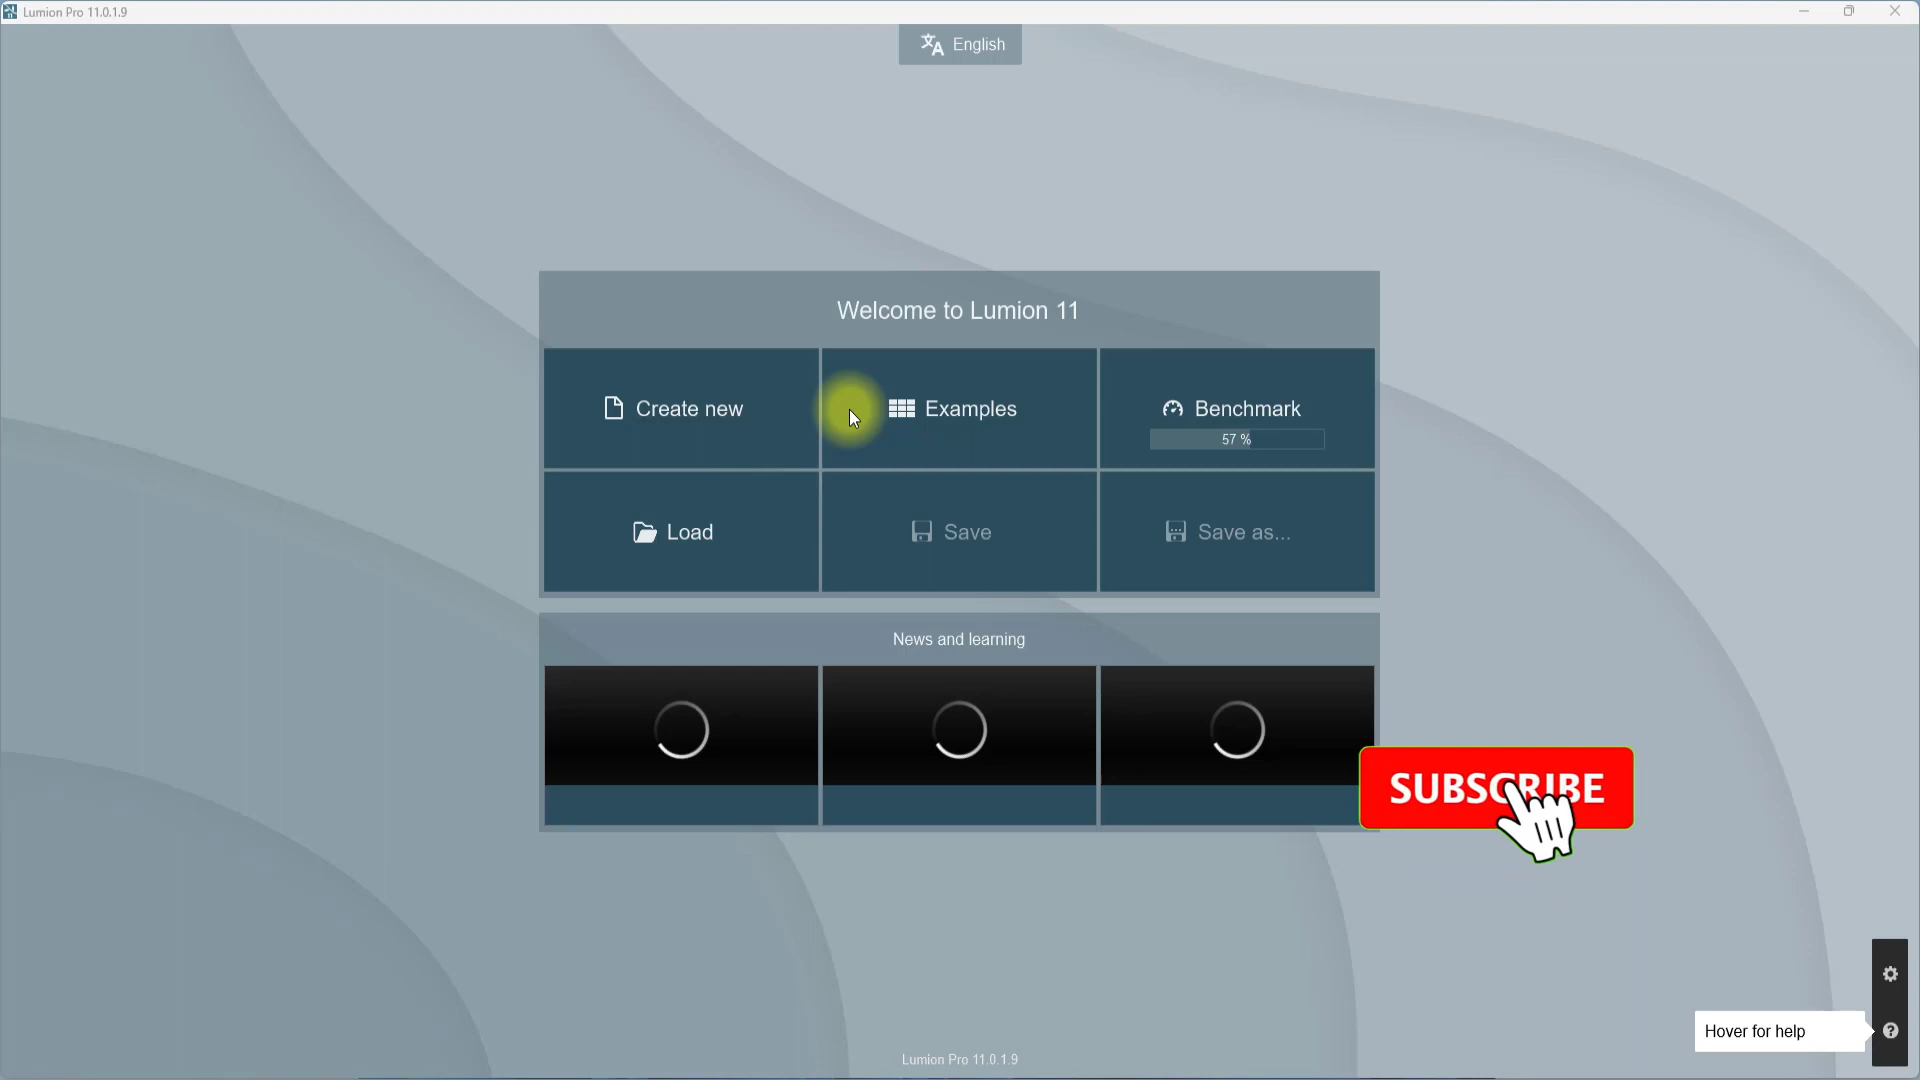 Lumion Pro 11.0.1.9
English
Welcome to Lumion 11
Create new
Examples
Benchmark
57 %
Load
Save
Save as...
News and learning
SUBSCRIBE
Hover for help
Lumion Pro 11.0.1.9